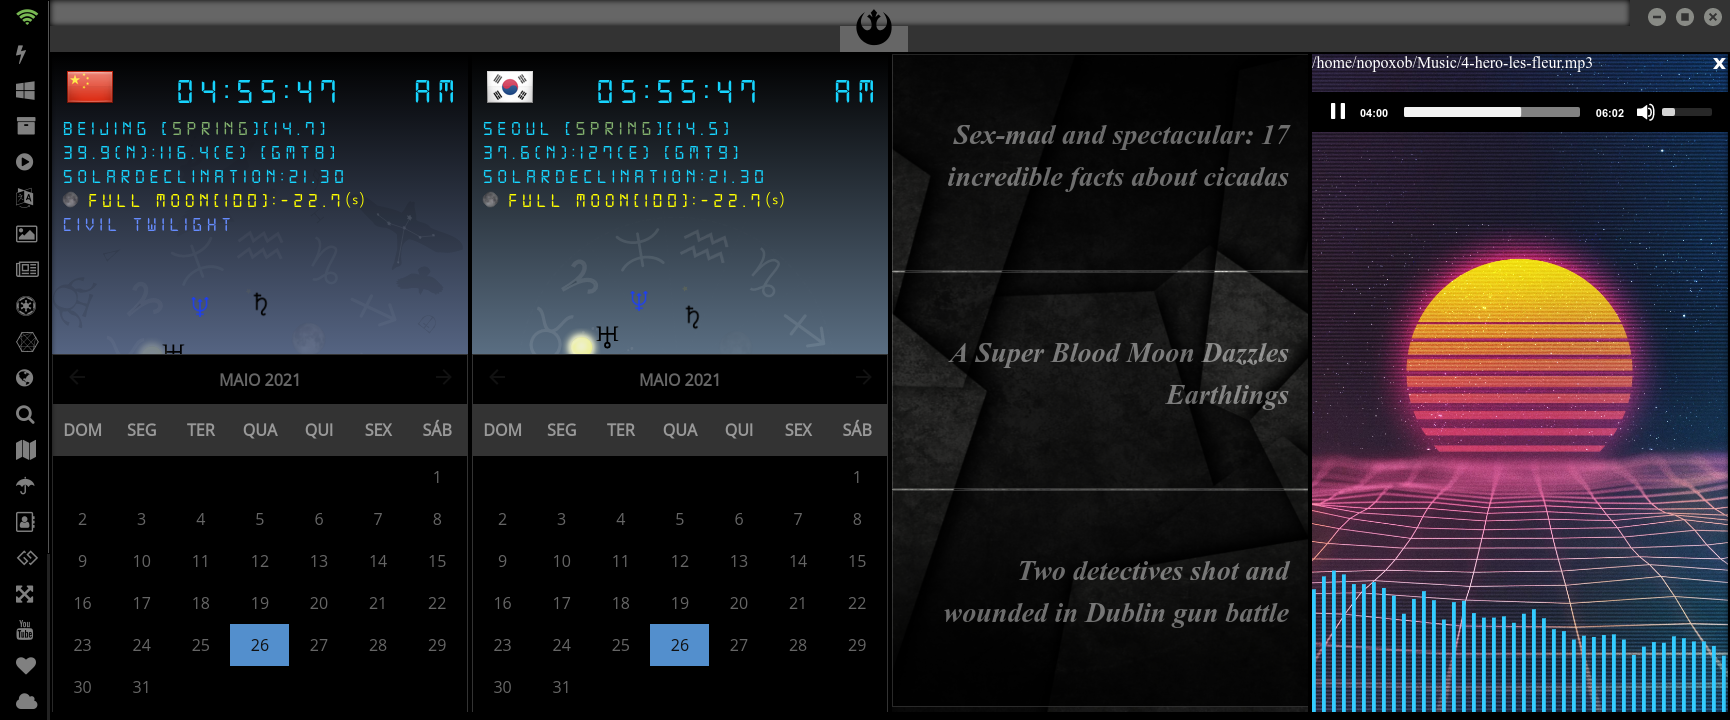 04:55:47 AM
BEIJING [SPRING][14.7]
39.9(N):116.4(E) [GMT8]
SOLARDECLINATION:21.30
FULL MOON[100]:-22.7(s)
CIVIL TWILIGHT
MAIO 2021
DOM SEG TER QUA QUI SEX SÁB
1
2 3 4 5 6 7 8
9 10 11 12 13 14 15
16 17 18 19 20 21 22
23 24 25 26 27 28 29
30 31
05:55:47 AM
SEOUL [SPRING][14.5]
37.6(N):127(E) [GMT9]
SOLARDECLINATION:21.30
FULL MOON[100]:-22.7(s)
MAIO 2021
DOM SEG TER QUA QUI SEX SÁB
1
2 3 4 5 6 7 8
9 10 11 12 13 14 15
16 17 18 19 20 21 22
23 24 25 26 27 28 29
30 31
Sex-mad and spectacular: 17
incredible facts about cicadas
A Super Blood Moon Dazzles
Earthlings
Two detectives shot and
wounded in Dublin gun battle
/home/nopoxob/Music/4-hero-les-fleur.mp3 x
04:00 06:02
You
Tube